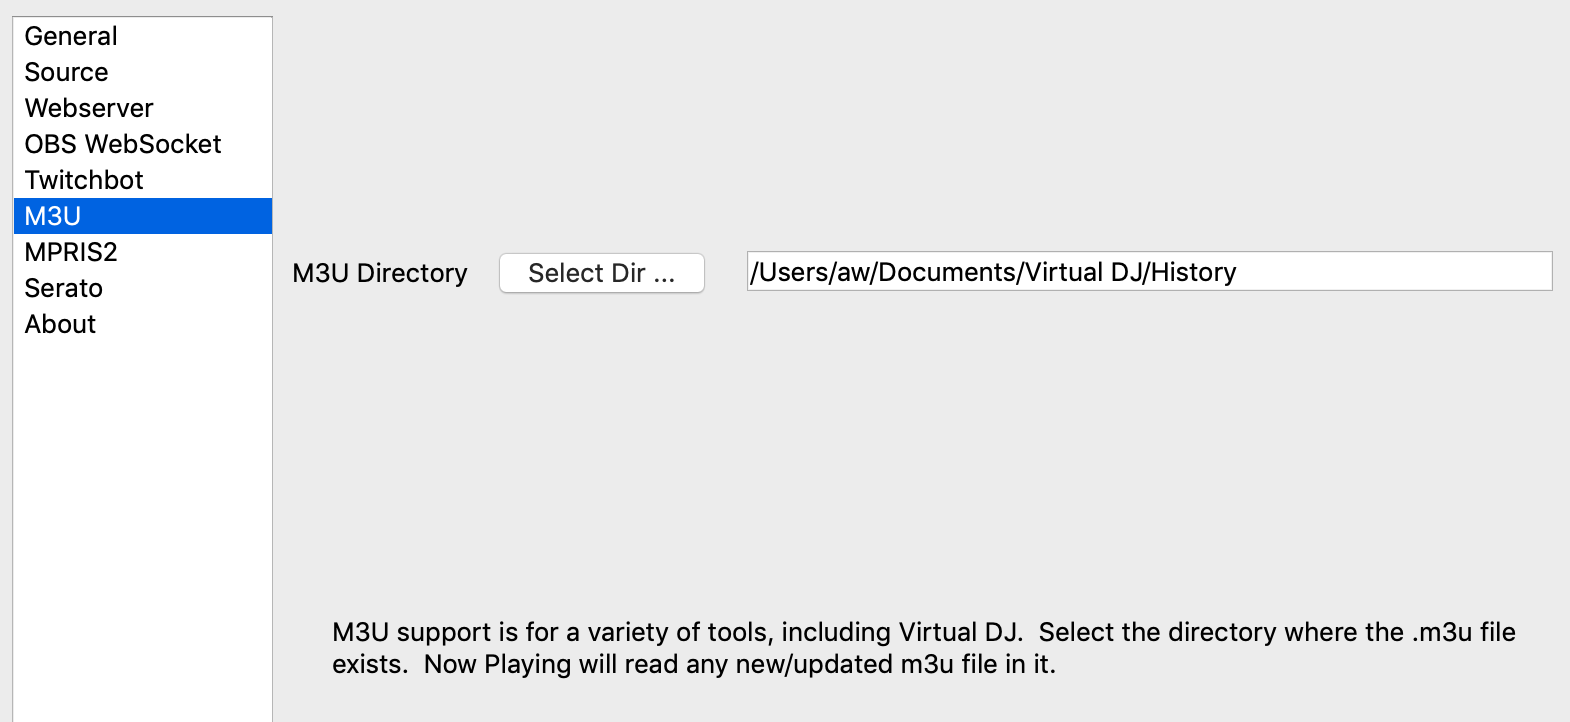 General
Source
Webserver
OBS WebSocket
Twitchbot
M3U
MPRIS2
Serato
About
M3U Directory
Select Dir ...
/Users/aw/Documents/Virtual DJ/History
M3U support is for a variety of tools, including Virtual DJ.  Select the directory where the .m3u file
exists.  Now Playing will read any new/updated m3u file in it.